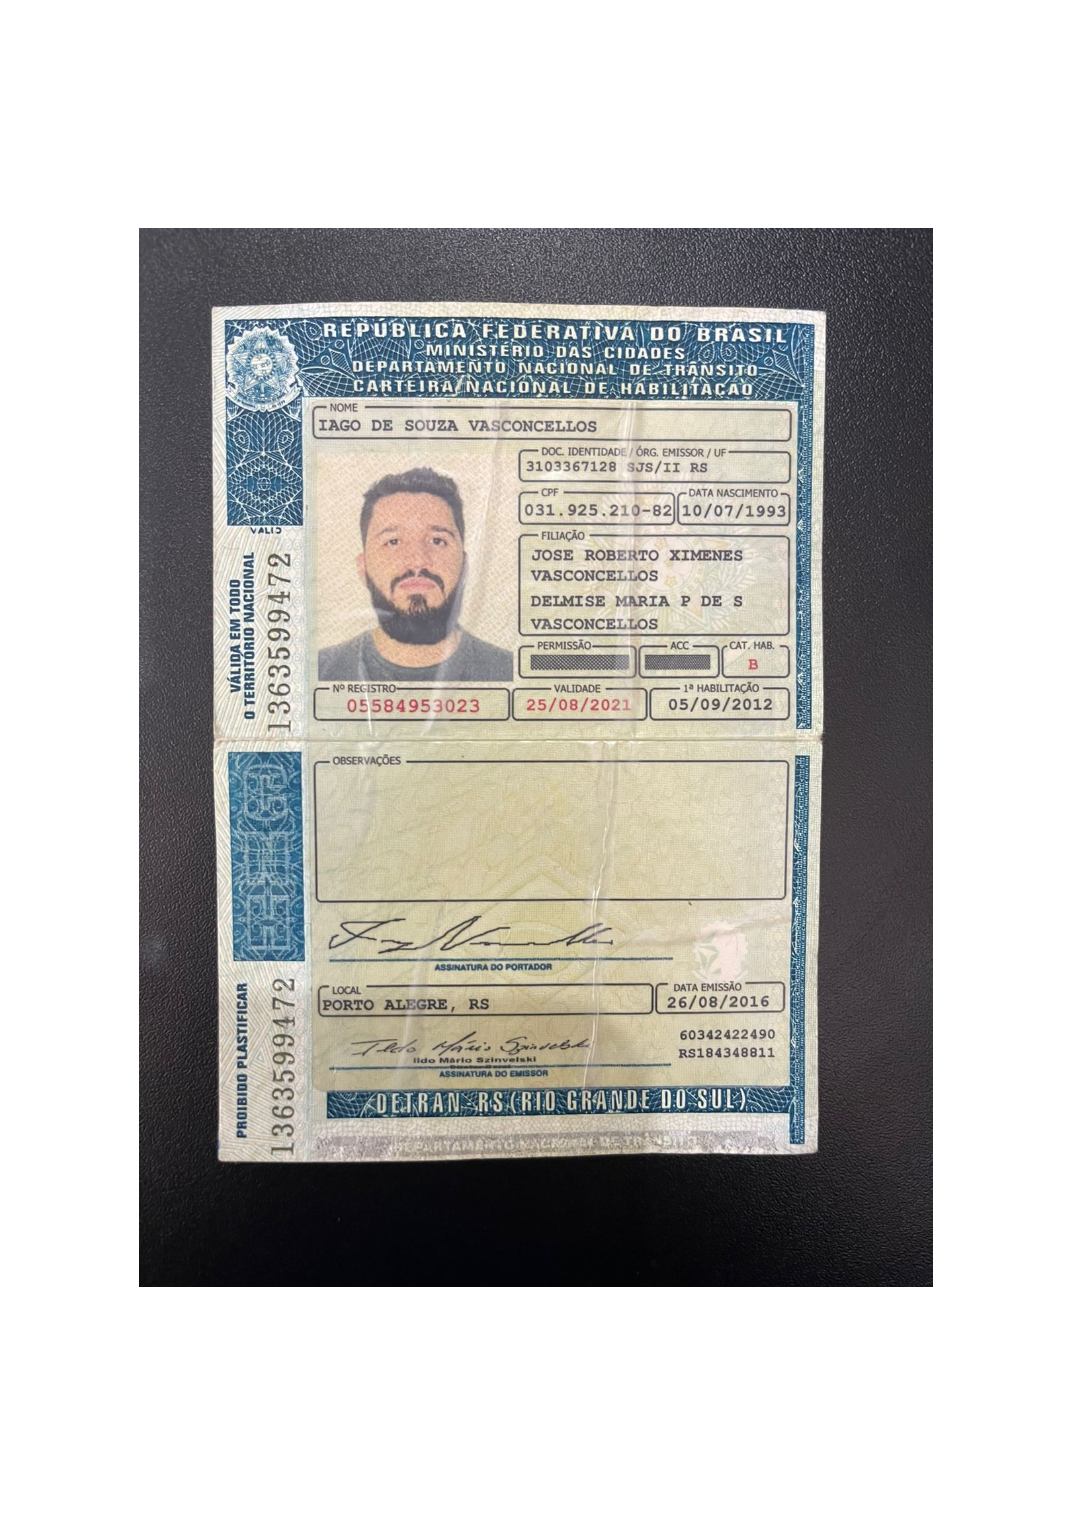 REPÚBLICA FEDERATIVA DO BRASIL
MINISTÉRIO DAS CIDADES
DEPARTAMENTO NACIONAL DE TRÂNSITO
CARTEIRA NACIONAL DE HABILITAÇÃO
NOME
IAGO DE SOUZA VASCONCELLOS
DOC. IDENTIDADE / ÓRG. EMISSOR / UF
3103367128 SJS/II RS
CPF
031.925.210-82
DATA NASCIMENTO
10/07/1993
FILIAÇÃO
JOSE ROBERTO XIMENES
VASCONCELLOS
DELMISE MARIA P DE S
VASCONCELLOS
PERMISSÃO
ACC
CAT. HAB.
B
Nº REGISTRO
05584953023
VALIDADE
25/08/2021
1ª HABILITAÇÃO
05/09/2012
VÁLIDA EM TODO
O TERRITÓRIO NACIONAL
1363599472
OBSERVAÇÕES
ASSINATURA DO PORTADOR
LOCAL
PORTO ALEGRE, RS
DATA EMISSÃO
26/08/2016
60342422490
RS184348811
Ildo Mário Szinvelski
ASSINATURA DO EMISSOR
PROIBIDO PLASTIFICAR
1363599472
DETRAN-RS (RIO GRANDE DO SUL)
DEPARTAMENTO NACIONAL DE TRÂNSITO